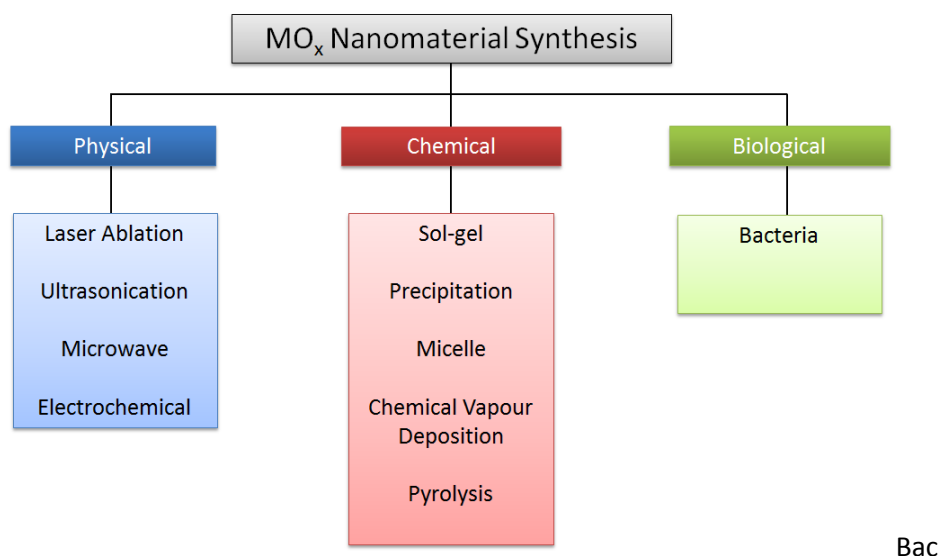 MOx Nanomaterial Synthesis
Physical
Chemical
Biological
Laser Ablation
Ultrasonication
Microwave
Electrochemical
Sol-gel
Precipitation
Micelle
Chemical Vapour
Deposition
Pyrolysis
Bacteria
Bac